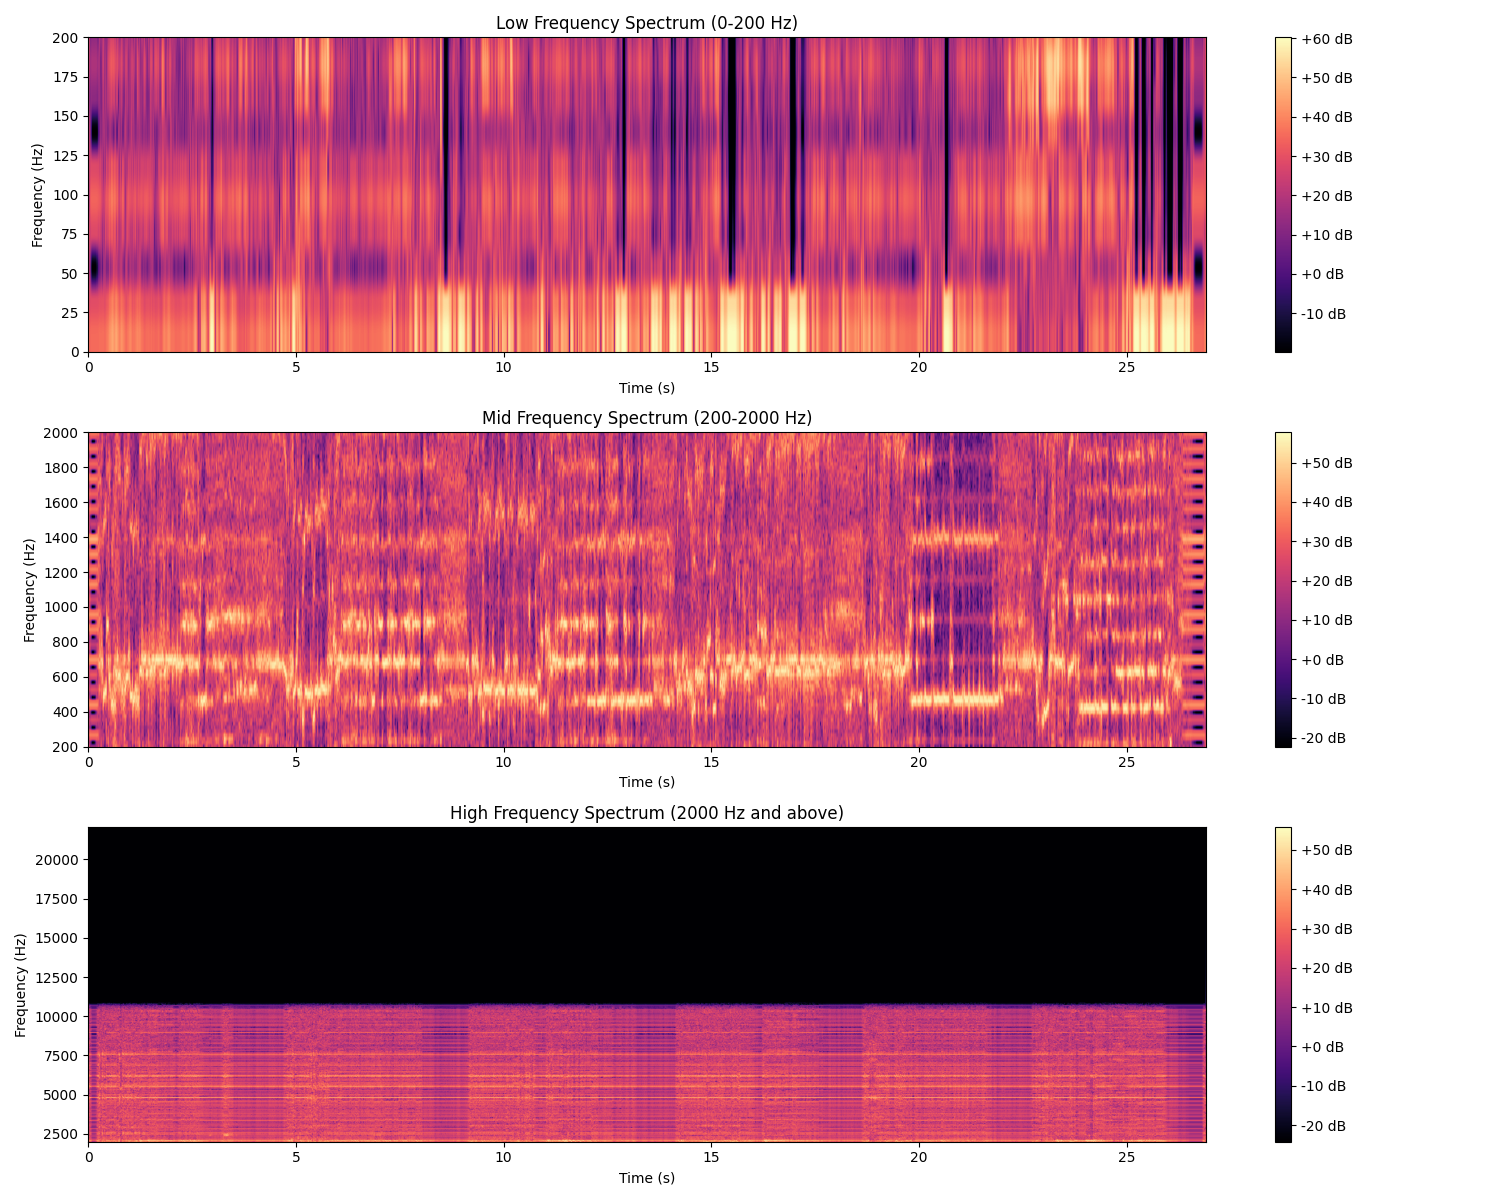 Low Frequency Spectrum (0-200 Hz)
200
175
150
125
100
75
50
25
0
Frequency (Hz)
0 5 10 15 20 25
Time (s)
+60 dB
+50 dB
+40 dB
+30 dB
+20 dB
+10 dB
+0 dB
-10 dB
Mid Frequency Spectrum (200-2000 Hz)
2000
1800
1600
1400
1200
1000
800
600
400
200
Frequency (Hz)
0 5 10 15 20 25
Time (s)
+50 dB
+40 dB
+30 dB
+20 dB
+10 dB
+0 dB
-10 dB
-20 dB
High Frequency Spectrum (2000 Hz and above)
20000
17500
15000
12500
10000
7500
5000
2500
Frequency (Hz)
0 5 10 15 20 25
Time (s)
+50 dB
+40 dB
+30 dB
+20 dB
+10 dB
+0 dB
-10 dB
-20 dB